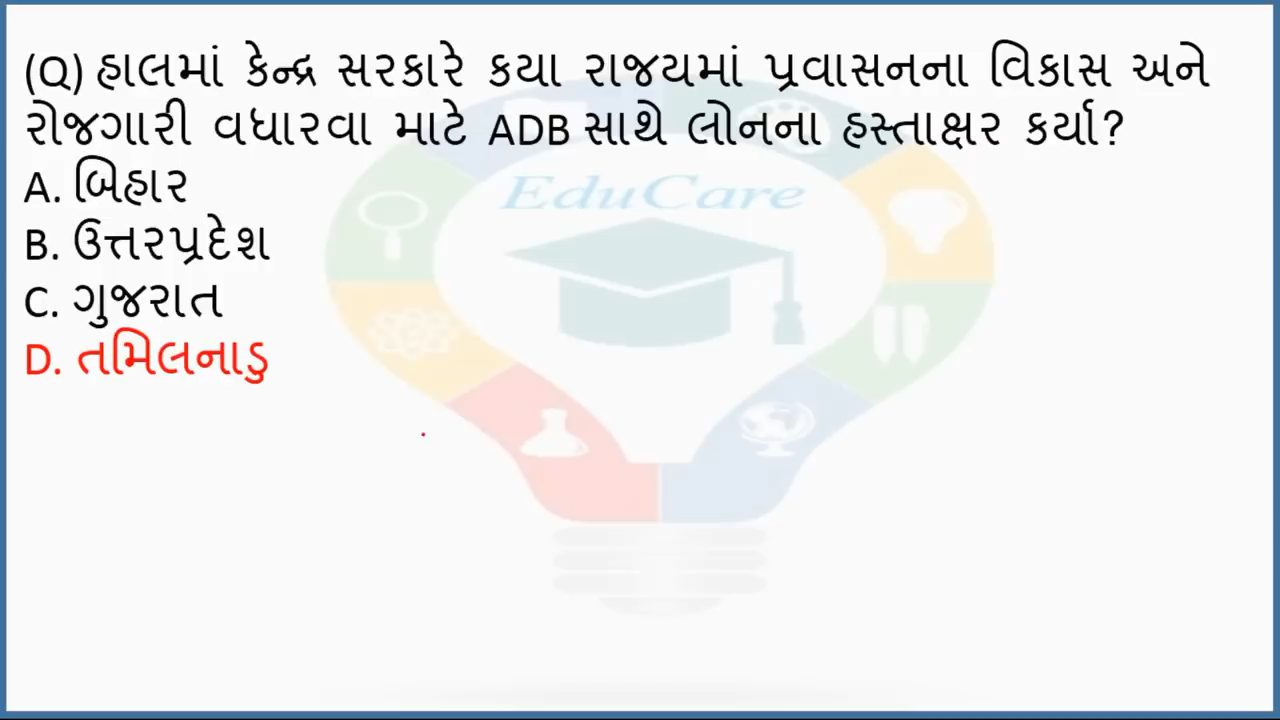 (Q) હાલમાં કેન્દ્ર સરકારે કયા રાજયમાં પ્રવાસનના વિકાસ અને
રોજગારી વધારવા માટે ADB સાથે લોનના હસ્તાક્ષર કર્યા?
EduCare
A. બિહાર
B. ઉત્તરપ્રદેશ
C. ગુજરાત
D. તમિલનાડુ